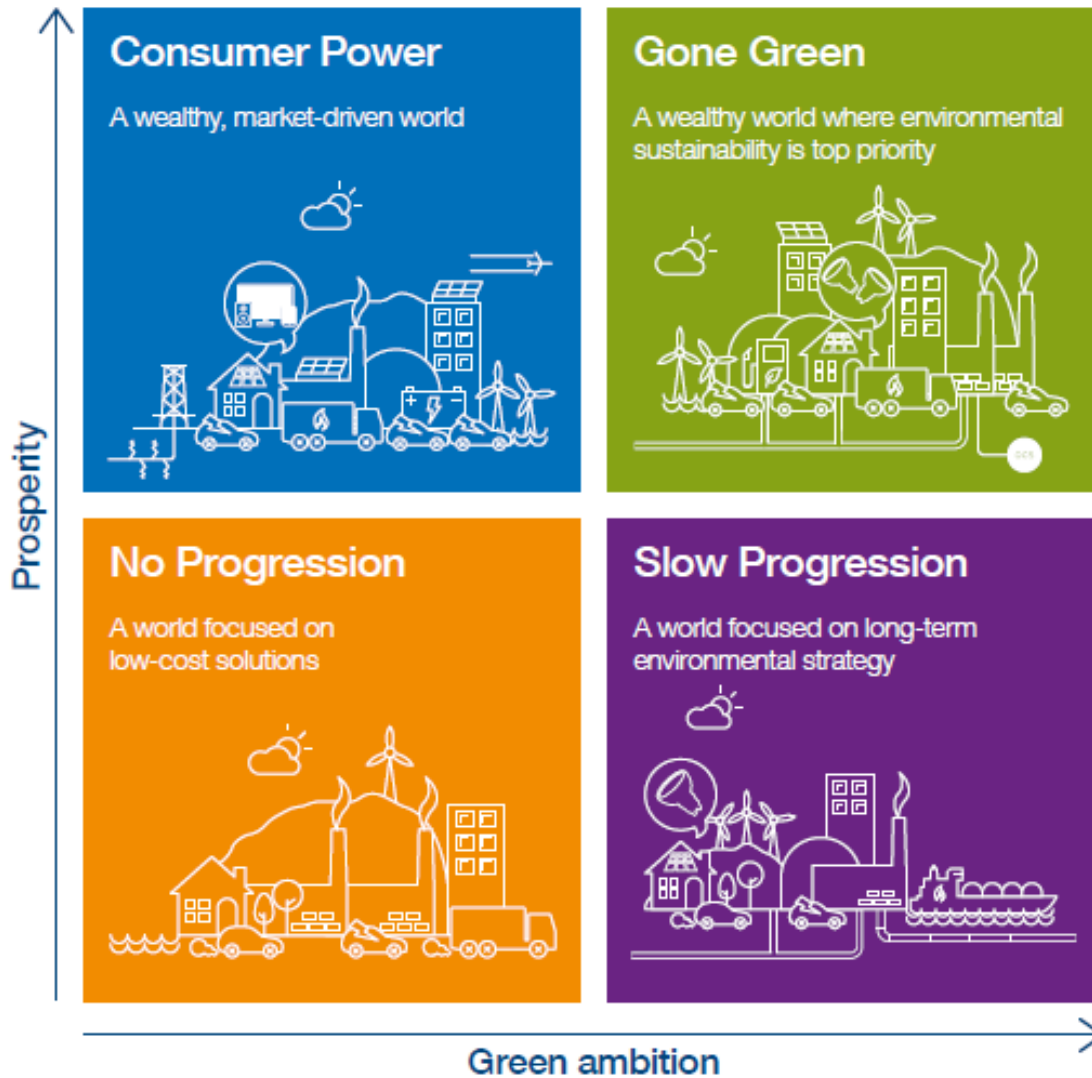 Prosperity
Consumer Power
A wealthy, market-driven world
Gone Green
A wealthy world where environmental
sustainability is top priority
No Progression
A world focused on
low-cost solutions
Slow Progression
A world focused on long-term
environmental strategy
Green ambition